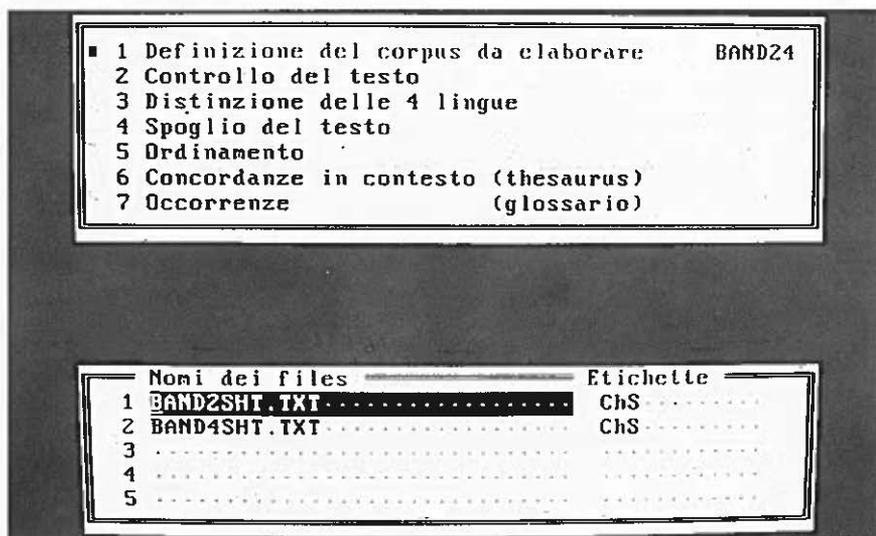 1 Definizione del corpus da elaborare BAND24
2 Controllo del testo
3 Distinzione delle 4 lingue
4 Spoglio del testo
5 Ordinamento
6 Concordanze in contesto (thesaurus)
7 Occorrenze (glossario)
Nomi dei files Etichette
1 BAND2SHT.TXT ChS
2 BAND4SHT.TXT ChS
3
4
5